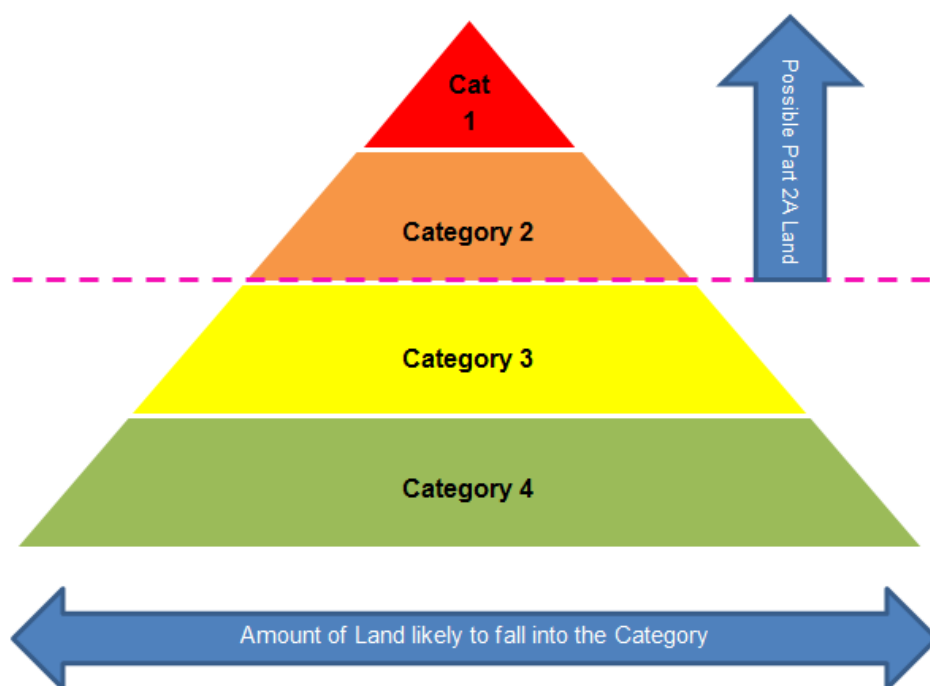 Cat
1
Possible Part 2A Land
Category 2
Category 3
Category 4
Amount of Land likely to fall into the Category